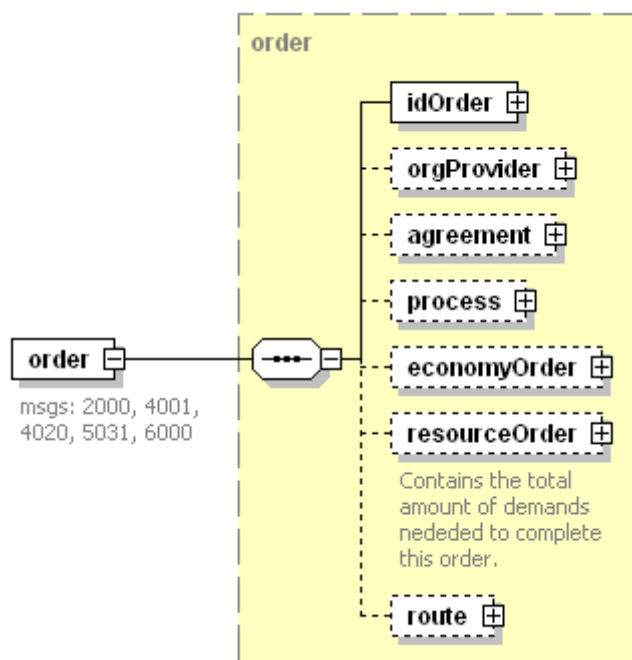 order
idOrder
orgProvider
agreement
process
order
economyOrder
msgs: 2000, 4001,
4020, 5031, 6000
resourceOrder
Contains the total
amount of demands
nededed to complete
this order.
route